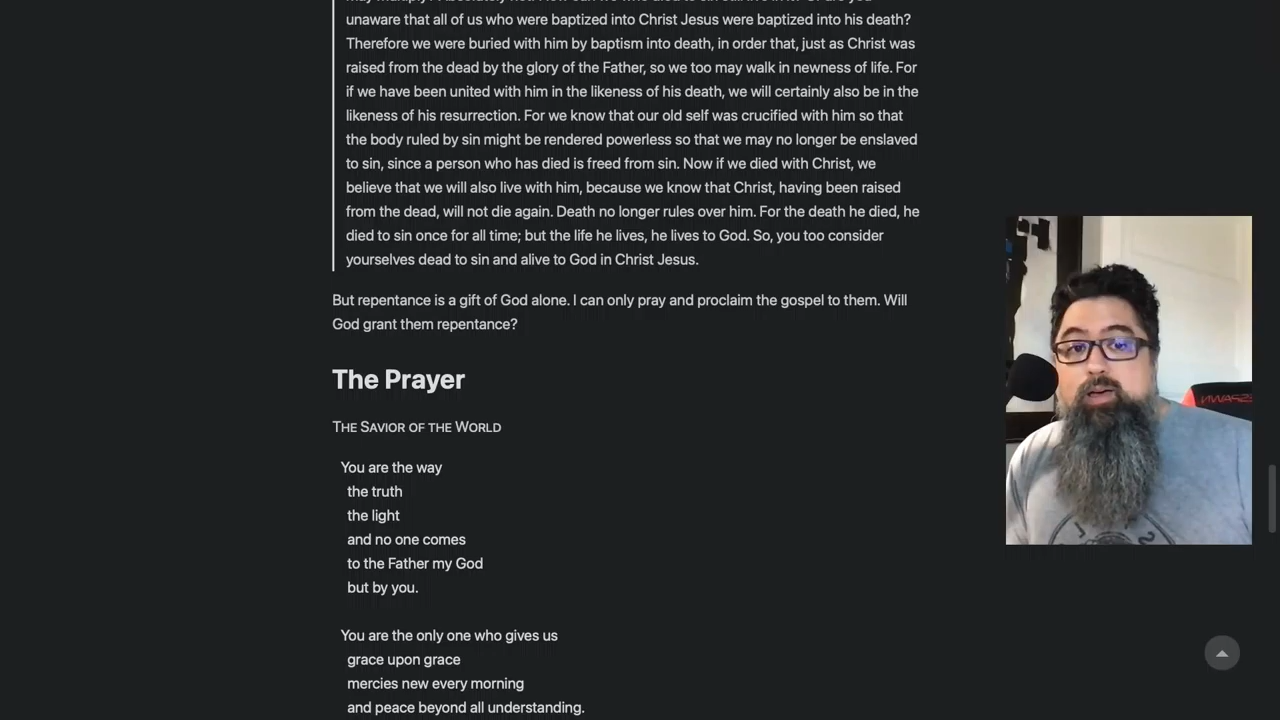 unaware that all of us who were baptized into Christ Jesus were baptized into his death?
Therefore we were buried with him by baptism into death, in order that, just as Christ was
raised from the dead by the glory of the Father, so we too may walk in newness of life. For
if we have been united with him in the likeness of his death, we will certainly also be in the
likeness of his resurrection. For we know that our old self was crucified with him so that
the body ruled by sin might be rendered powerless so that we may no longer be enslaved
to sin, since a person who has died is freed from sin. Now if we died with Christ, we
believe that we will also live with him, because we know that Christ, having been raised
from the dead, will not die again. Death no longer rules over him. For the death he died, he
died to sin once for all time; but the life he lives, he lives to God. So, you too consider
yourselves dead to sin and alive to God in Christ Jesus.
But repentance is a gift of God alone. I can only pray and proclaim the gospel to them. Will
God grant them repentance?
The Prayer
The Savior of the World
You are the way
the truth
the light
and no one comes
to the Father my God
but by you.
You are the only one who gives us
grace upon grace
mercies new every morning
and peace beyond all understanding.